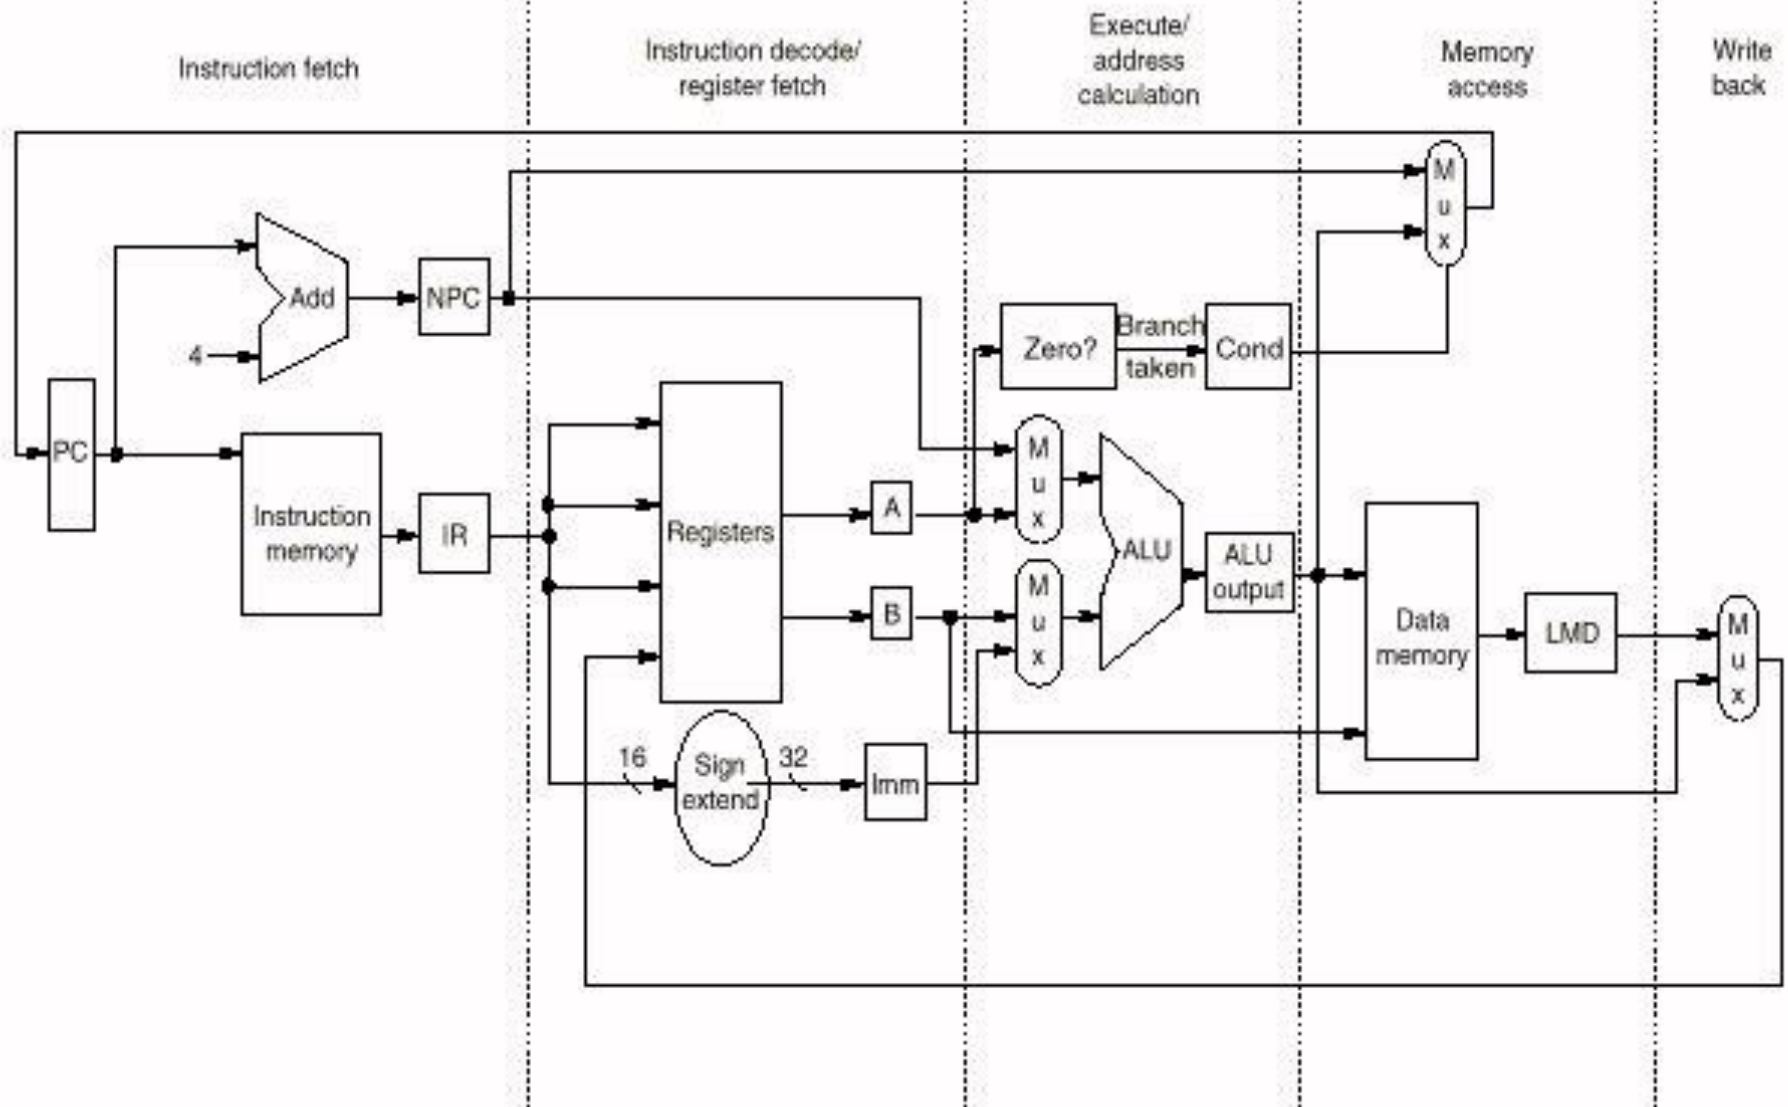 Instruction fetch
Instruction decode/
register fetch
Execute/
address
calculation
Memory
access
Write
back
M
u
x
Add
NPC
4
Zero?
Branch
taken
Cond
PC
Instruction
memory
IR
Registers
A
B
M
u
x
M
u
x
ALU
ALU
output
Data
memory
LMD
M
u
x
16
Sign
extend
32
Imm